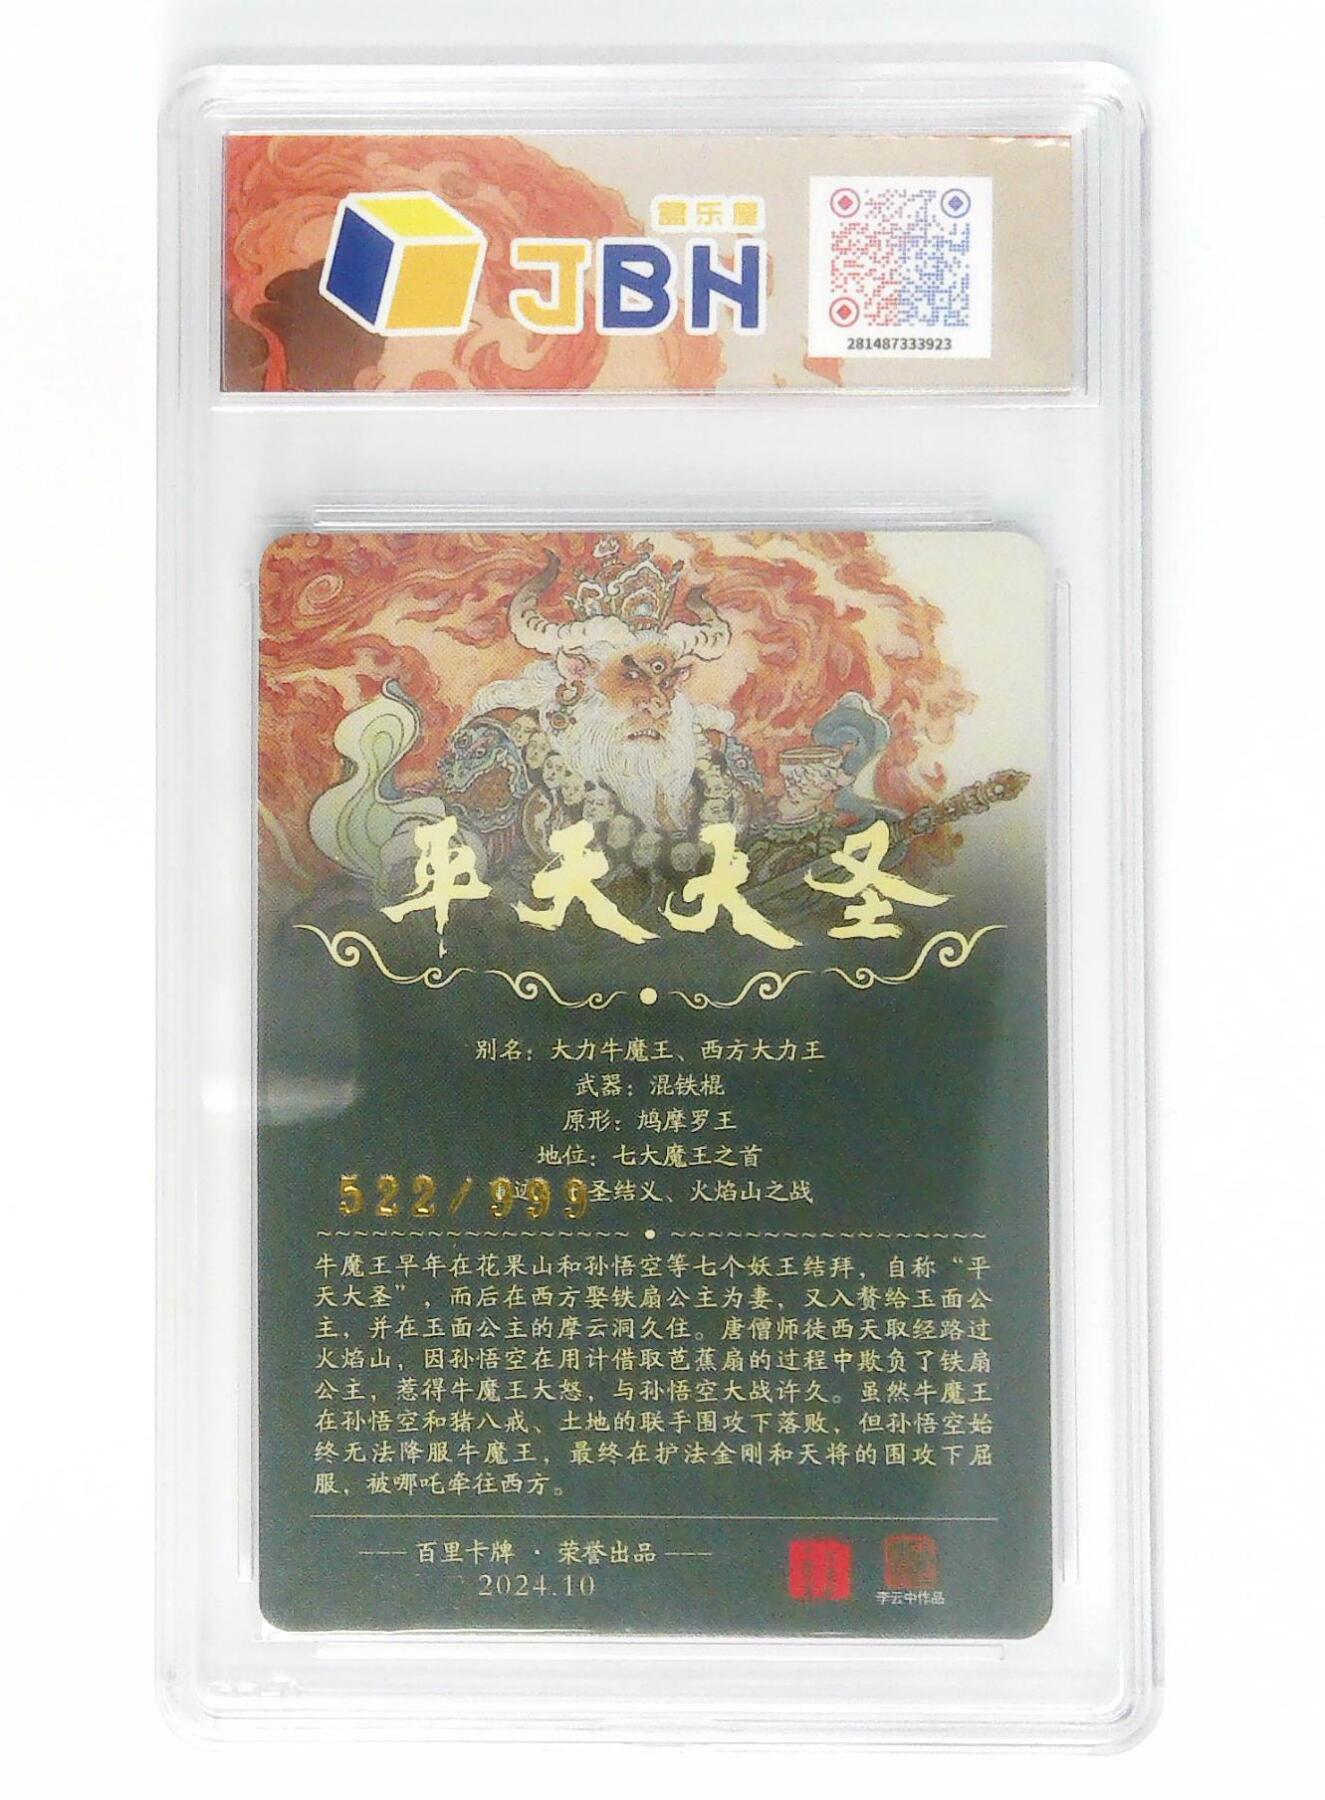 盒乐屋
JBH
281487333923
平天大圣
别名：大力牛魔王、西方大力王
武器：混铁棍
原形：鸠摩罗王
地位：七大魔王之首
圣结义、火焰山之战
522/999
牛魔王早年在花果山和孙悟空等七个妖王结拜，自称“平
天大圣”，而后在西方娶铁扇公主为妻，又入赘给玉面公
主，并在玉面公主的摩云洞久住。唐僧师徒西天取经路过
火焰山，因孙悟空在用计借取芭蕉扇的过程中欺负了铁扇
公主，惹得牛魔王大怒，与孙悟空大战许久。虽然牛魔王
在孙悟空和猪八戒、土地的联手围攻下落败，但孙悟空始
终无法降服牛魔王，最终在护法金刚和天将的围攻下屈
服，被哪吒牵往西方。
百里卡牌 · 荣誉出品
2024.10
李云中作品